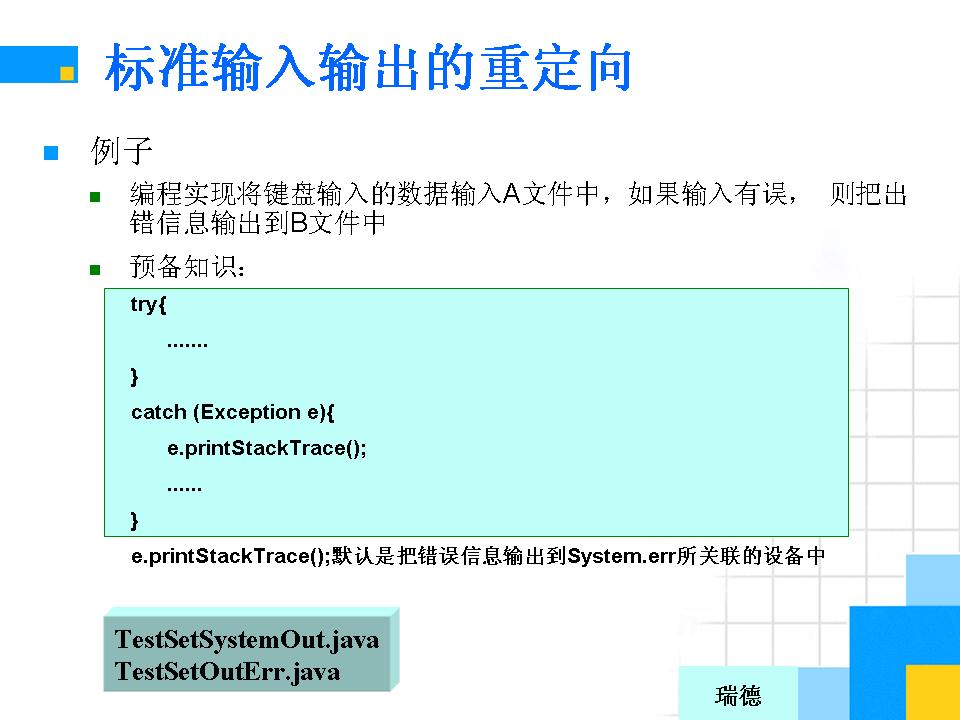 标准输入输出的重定向
例子
编程实现将键盘输入的数据输入A文件中，如果输入有误， 则把出
错信息输出到B文件中
预备知识：
try{
.......
}
catch (Exception e){
e.printStackTrace();
......
}
e.printStackTrace();默认是把错误信息输出到System.err所关联的设备中
TestSetSystemOut.java
TestSetOutErr.java
瑞德